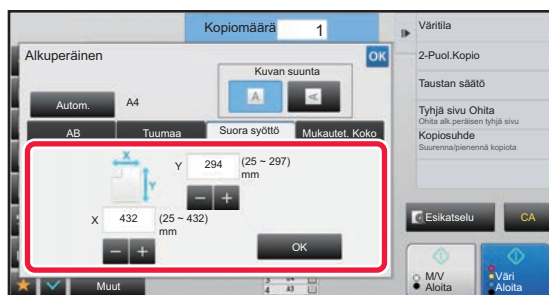 Kopiomäärä 1
Alkuperäinen
OK
Kuvan suunta
Autom.
A4
A
A
AB
Tuumaa
Suora syöttö
Mukautet. Koko
X
Y
Y
294
(25 ~ 297)
mm
X
432
(25 ~ 432)
mm
OK
Muut
Väritila
2-Puol.Kopio
Taustan säätö
Tyhjä sivu Ohita
Ohita alk.peräisen tyhjä sivu
Kopiosuhde
Suurenna/pienennä kopiota
Esikatselu
CA
M/V
Aloita
Väri
Aloita
4 A3